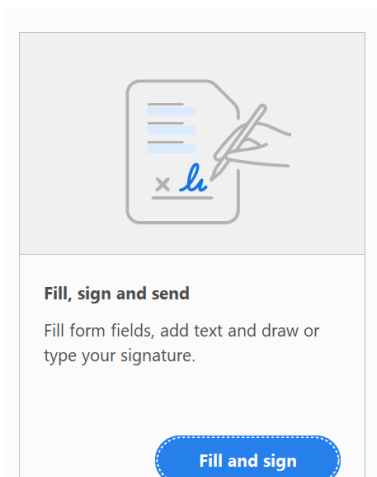 Fill, sign and send
Fill form fields, add text and draw or
type your signature.
Fill and sign